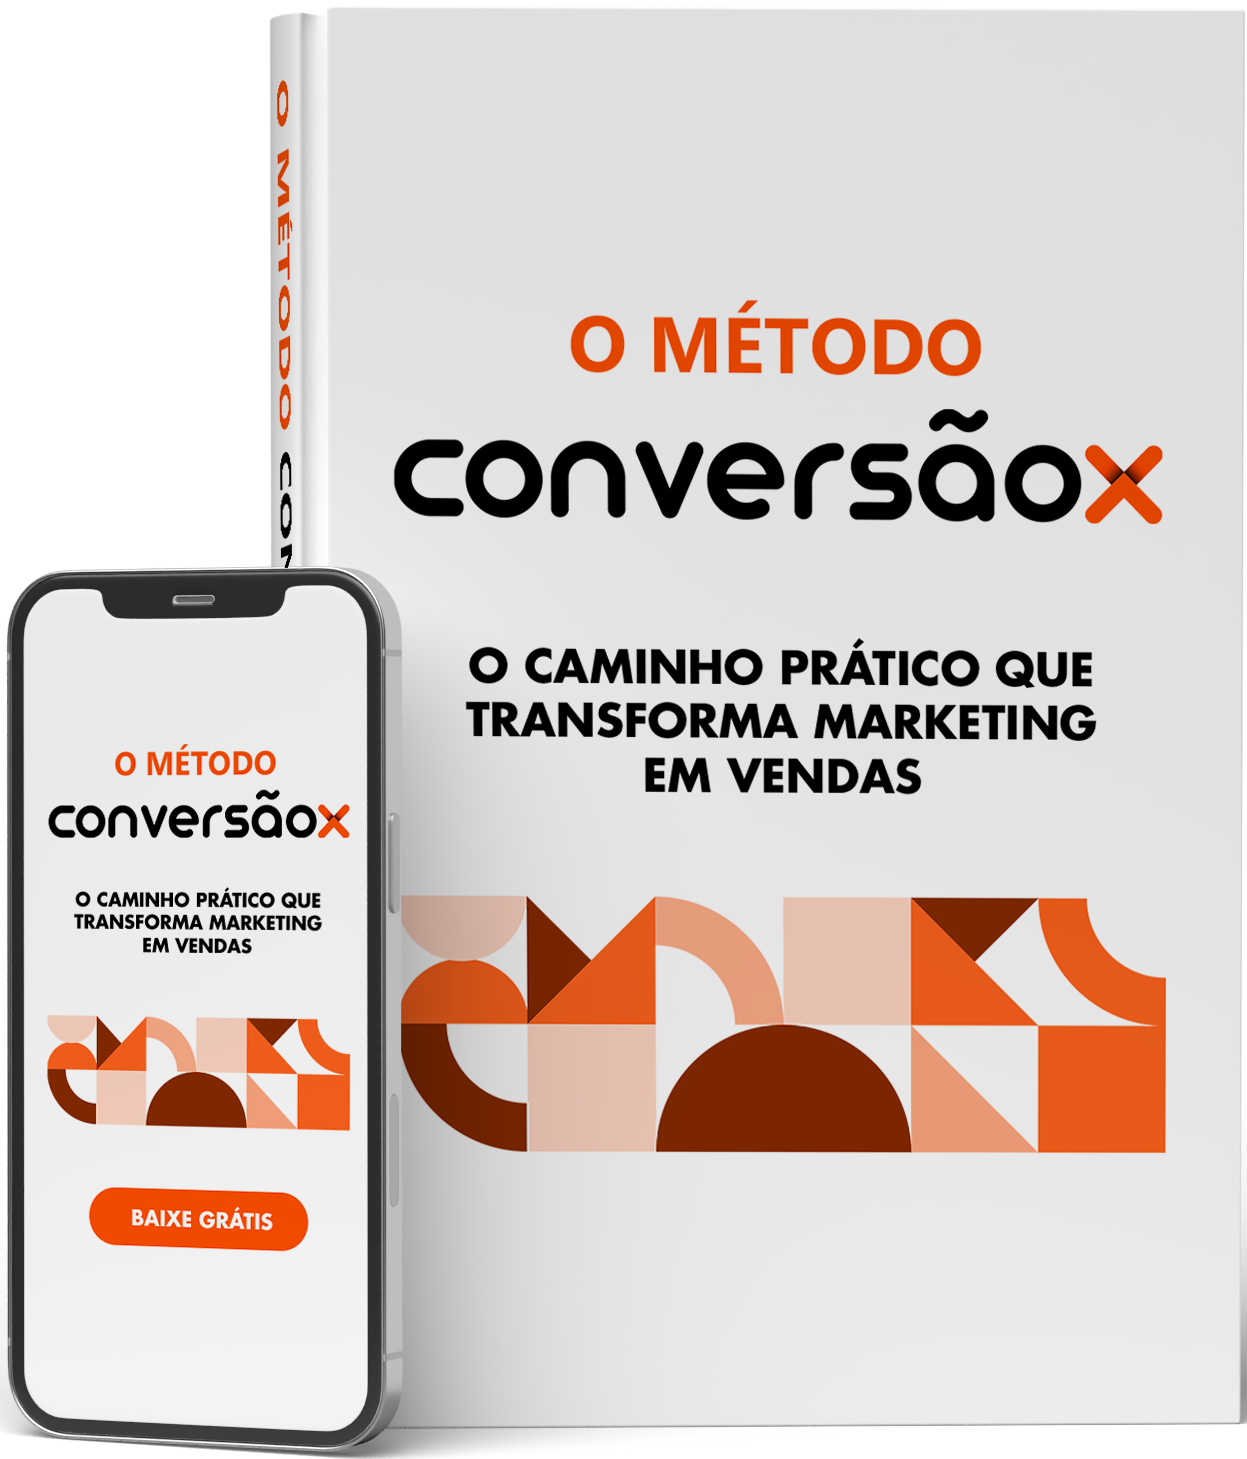 O MÉTODO
conversãox
O CAMINHO PRÁTICO QUE
TRANSFORMA MARKETING
EM VENDAS
O MÉTODO CON
O MÉTODO
conversãox
O CAMINHO PRÁTICO QUE
TRANSFORMA MARKETING
EM VENDAS
BAIXE GRÁTIS